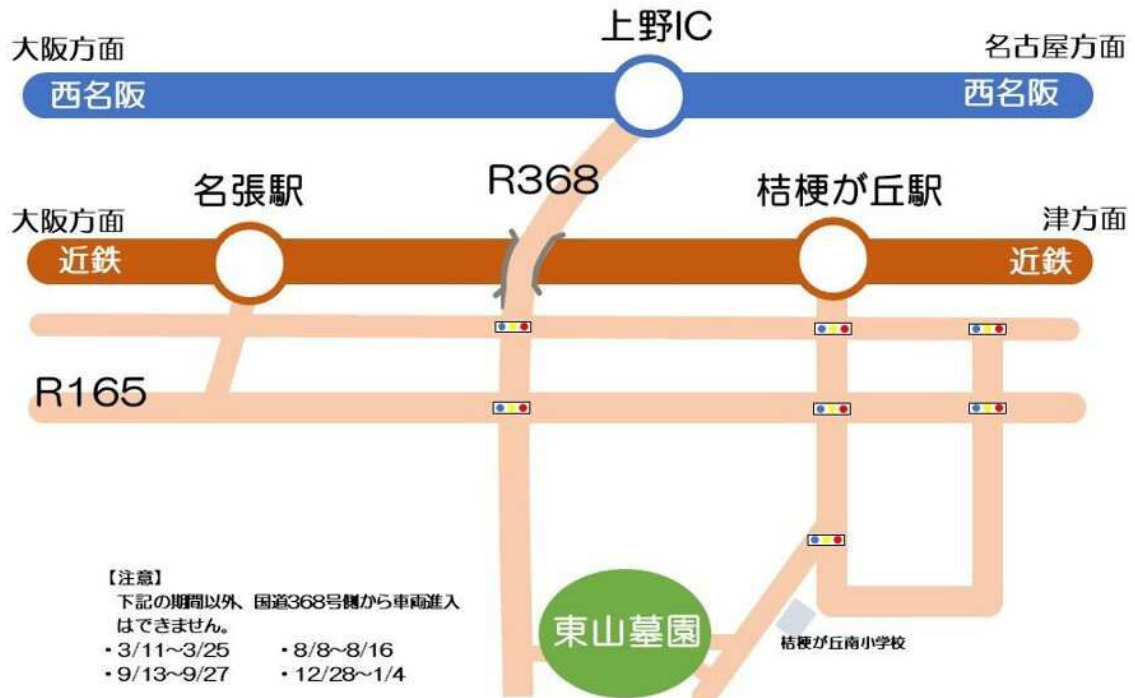 上野IC
大阪方面
名古屋方面
西名阪
西名阪
名張駅
R368
桔梗が丘駅
大阪方面
津方面
近鉄
近鉄
R165
【注意】
下記の期間以外、国道368号側から車両進入
はできません。
・3/11~3/25 ・8/8~8/16
・9/13~9/27 ・12/28~1/4
東山墓園
桔梗が丘南小学校